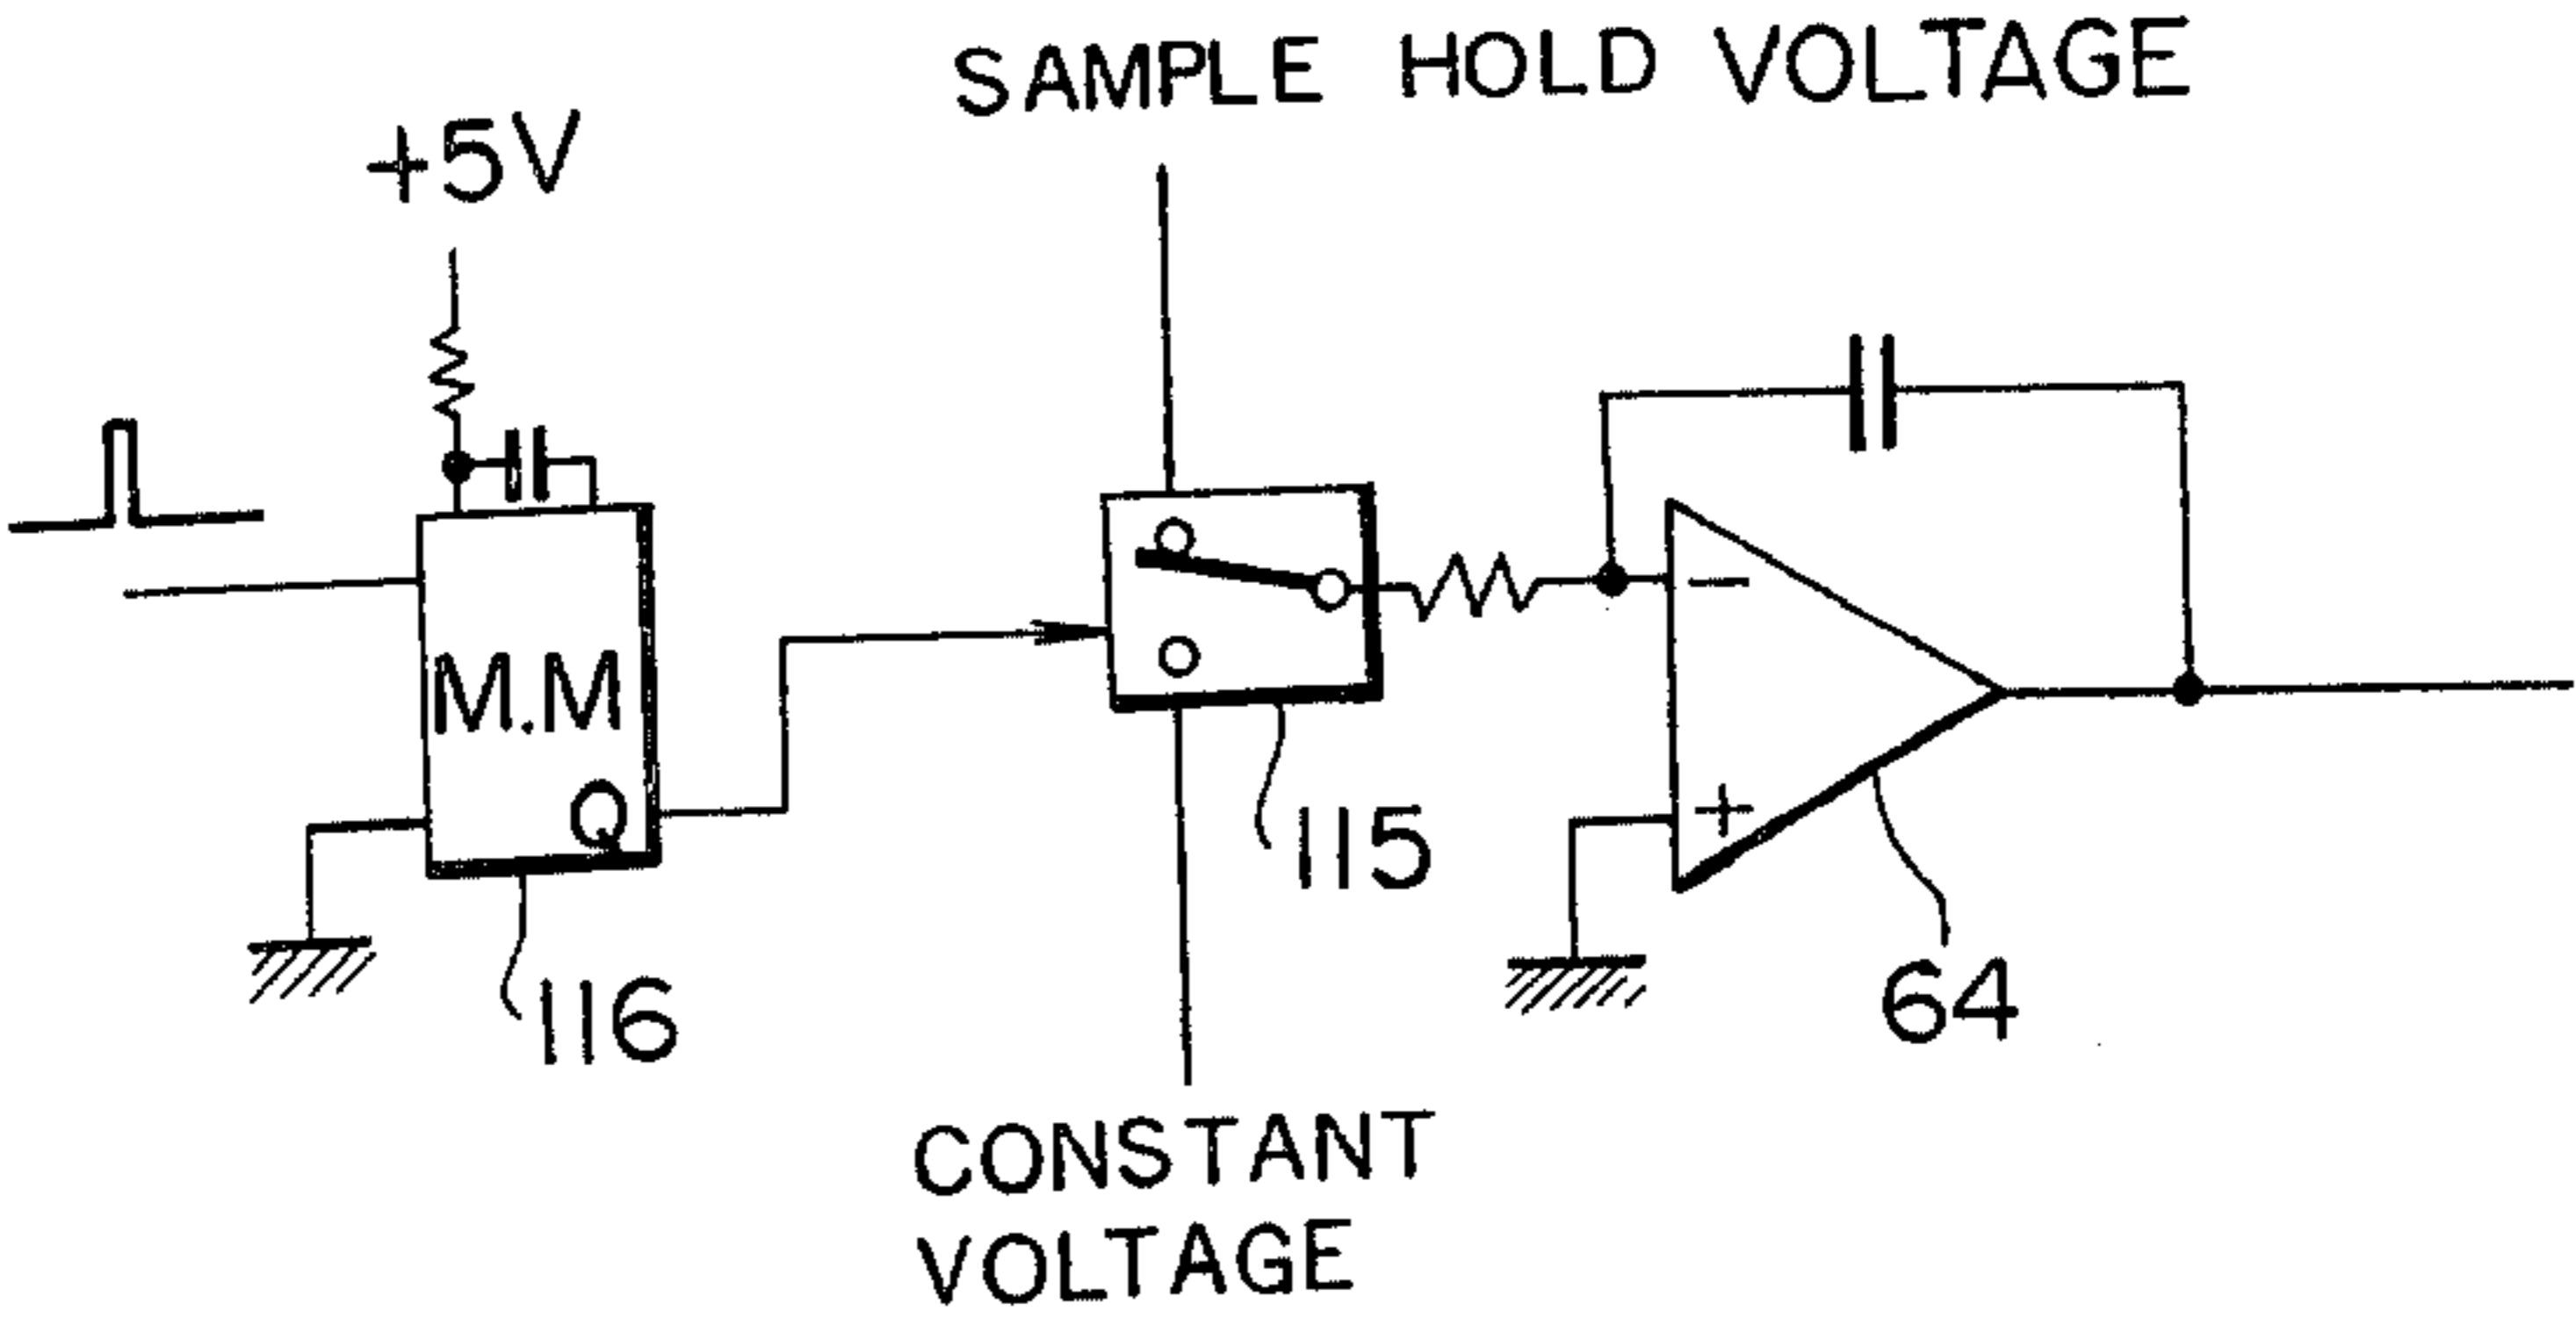 SAMPLE HOLD VOLTAGE
+5V
M.M
Q
−
+
115
116
64
CONSTANT
VOLTAGE